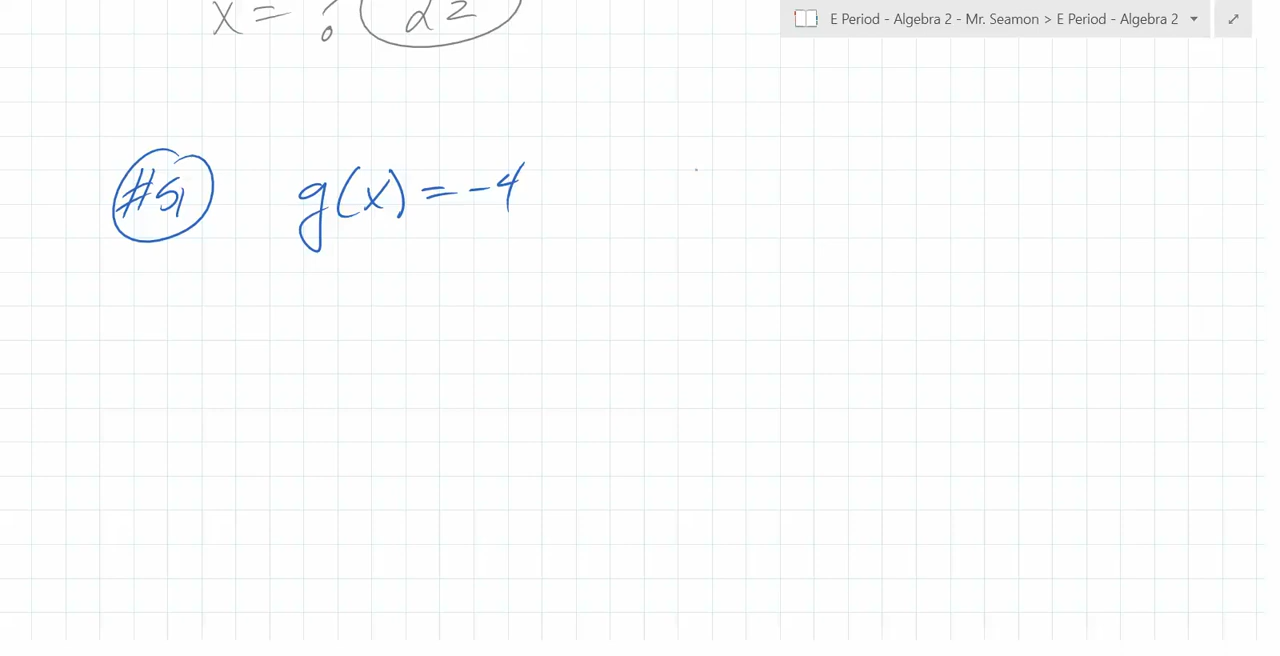 E Period - Algebra 2 - Mr. Seamon > E Period - Algebra 2
x =
#51 g(x) = -4